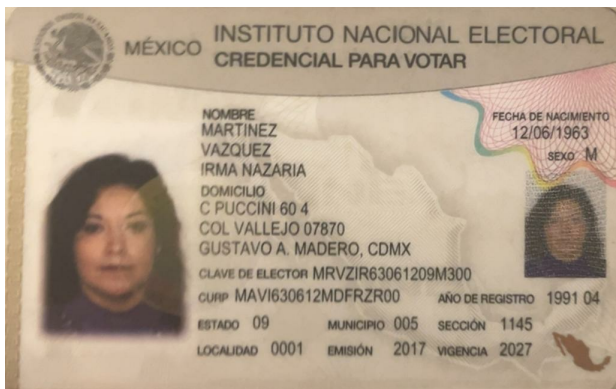 MÉXICO INSTITUTO NACIONAL ELECTORAL
CREDENCIAL PARA VOTAR
NOMBRE
MARTINEZ
VAZQUEZ
IRMA NAZARIA
FECHA DE NACIMIENTO
12/06/1963
SEXO M
DOMICILIO
C PUCCINI 60 4
COL VALLEJO 07870
GUSTAVO A. MADERO, CDMX
CLAVE DE ELECTOR MRVZIR63061209M300
CURP MAVI630612MDFRZR00 AÑO DE REGISTRO 1991 04
ESTADO 09 MUNICIPIO 005 SECCIÓN 1145
LOCALIDAD 0001 EMISIÓN 2017 VIGENCIA 2027